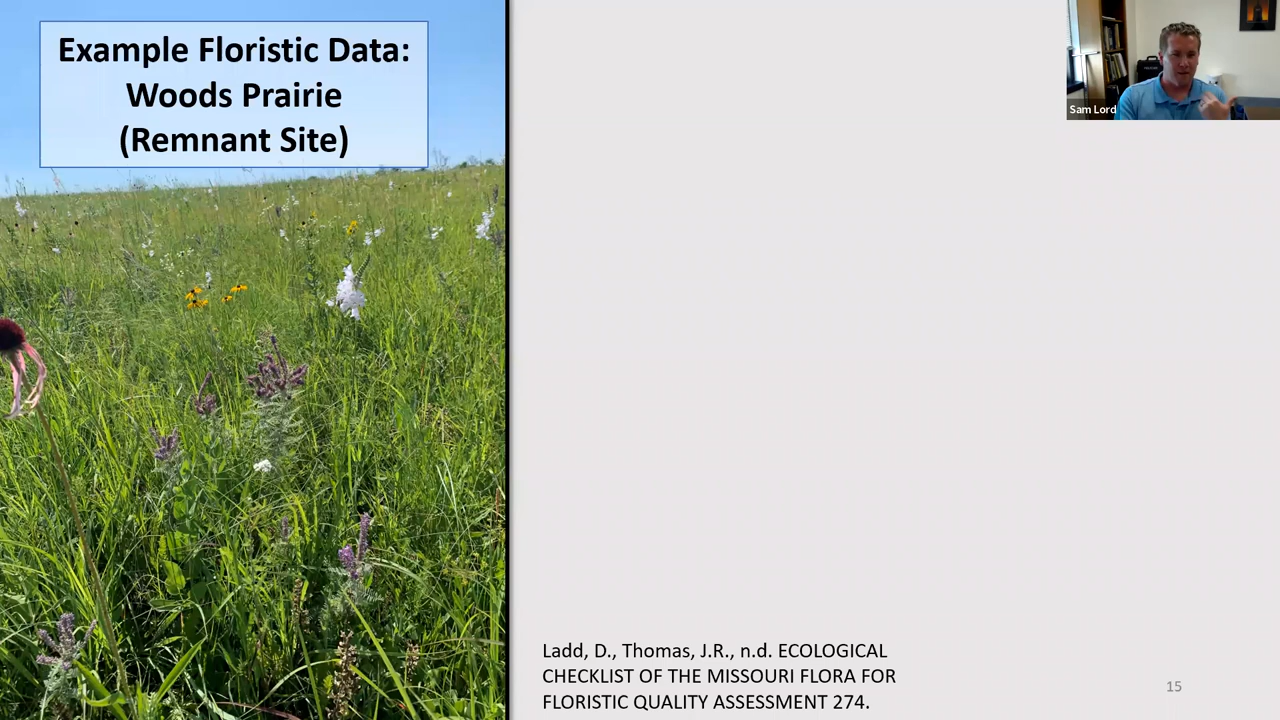 Example Floristic Data:
Woods Prairie
(Remnant Site)
Sam Lord
Ladd, D., Thomas, J.R., n.d. ECOLOGICAL
CHECKLIST OF THE MISSOURI FLORA FOR
FLORISTIC QUALITY ASSESSMENT 274.
15